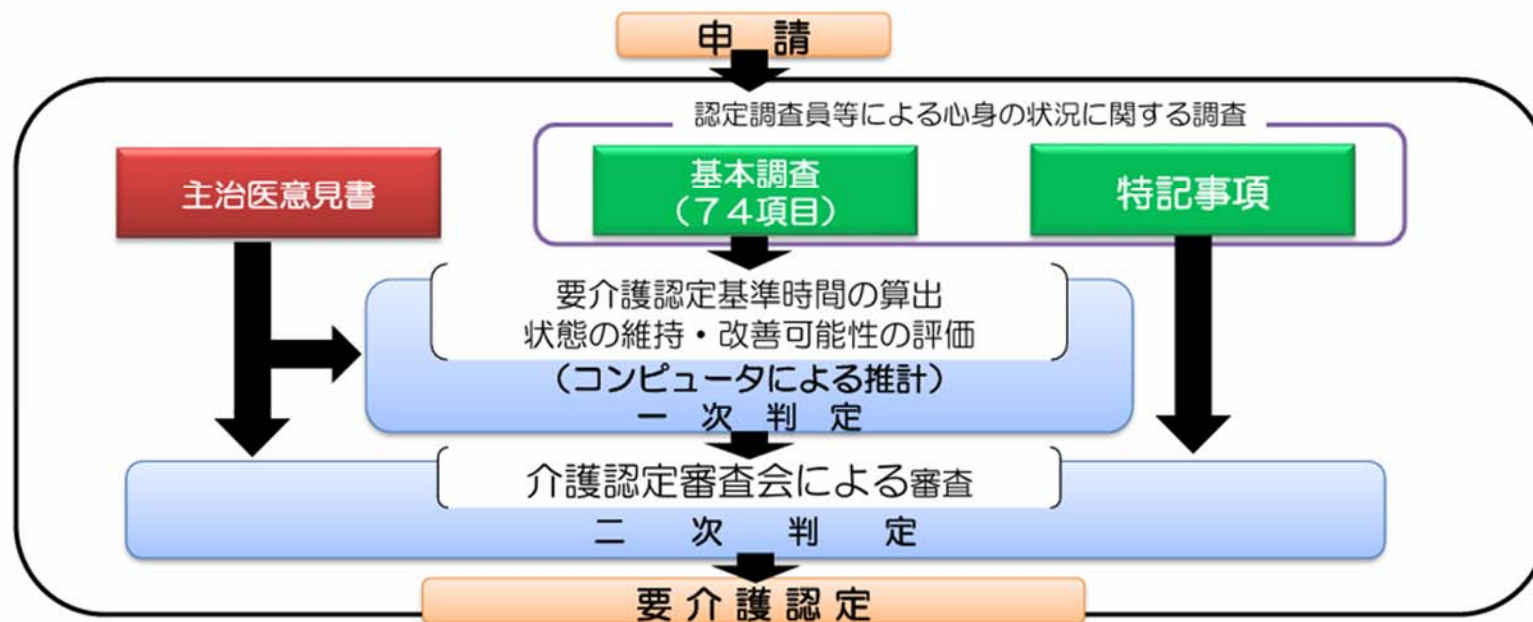 申 請
認定調査員等による心身の状況に関する調査
主治医意見書
基本調査
（７４項目）
特記事項
要介護認定基準時間の算出
状態の維持・改善可能性の評価
（コンピュータによる推計）
一 次 判 定
介護認定審査会による審査
二 次 判 定
要 介 護 認 定